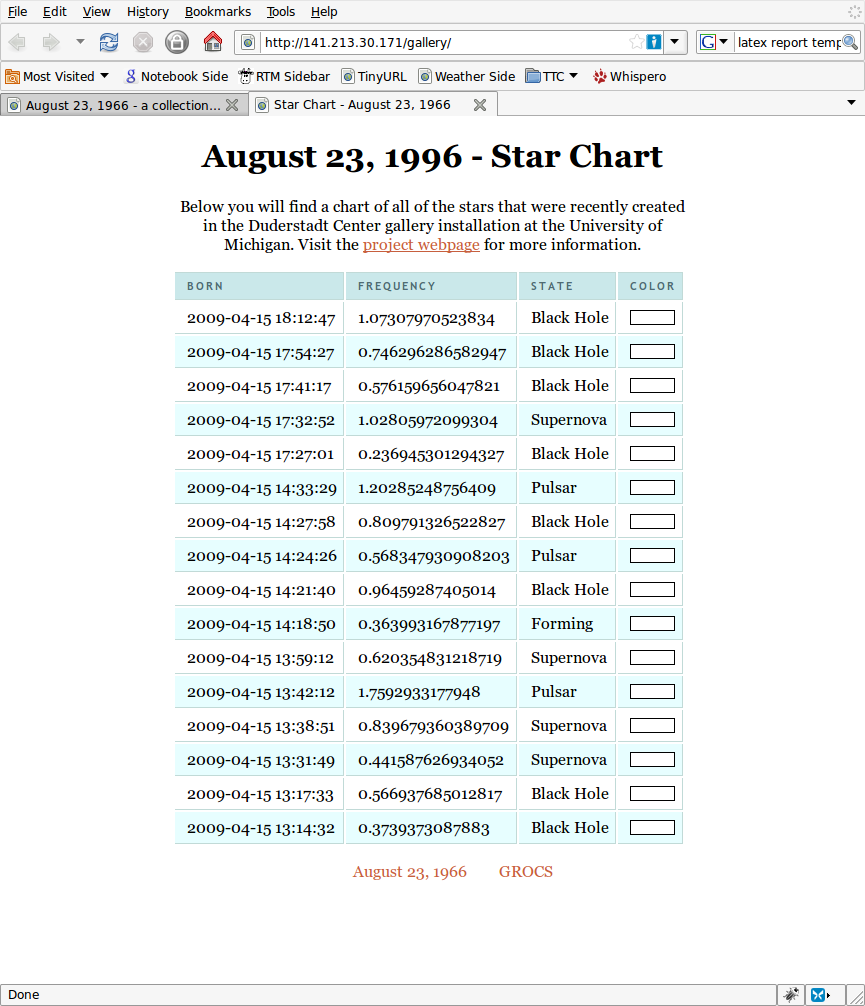 File Edit View History Bookmarks Tools Help
http://141.213.30.171/gallery/ G latex report temp
Most Visited Notebook Side RTM Sidebar TinyURL Weather Side TTC Whispero
August 23, 1966 - a collection... Star Chart - August 23, 1966
August 23, 1996 - Star Chart
Below you will find a chart of all of the stars that were recently created
in the Duderstadt Center gallery installation at the University of
Michigan. Visit the project webpage for more information.
BORN FREQUENCY STATE COLOR
2009-04-15 18:12:47 1.07307970523834 Black Hole
2009-04-15 17:54:27 0.746296286582947 Black Hole
2009-04-15 17:41:17 0.576159656047821 Black Hole
2009-04-15 17:32:52 1.02805972099304 Supernova
2009-04-15 17:27:01 0.236945301294327 Black Hole
2009-04-15 14:33:29 1.20285248756409 Pulsar
2009-04-15 14:27:58 0.809791326522827 Black Hole
2009-04-15 14:24:26 0.568347930908203 Pulsar
2009-04-15 14:21:40 0.96459287405014 Black Hole
2009-04-15 14:18:50 0.363993167877197 Forming
2009-04-15 13:59:12 0.620354831218719 Supernova
2009-04-15 13:42:12 1.7592933177948 Pulsar
2009-04-15 13:38:51 0.839679360389709 Supernova
2009-04-15 13:31:49 0.441587626934052 Supernova
2009-04-15 13:17:33 0.566937685012817 Black Hole
2009-04-15 13:14:32 0.3739373087883 Black Hole
August 23, 1966 GROCS
Done